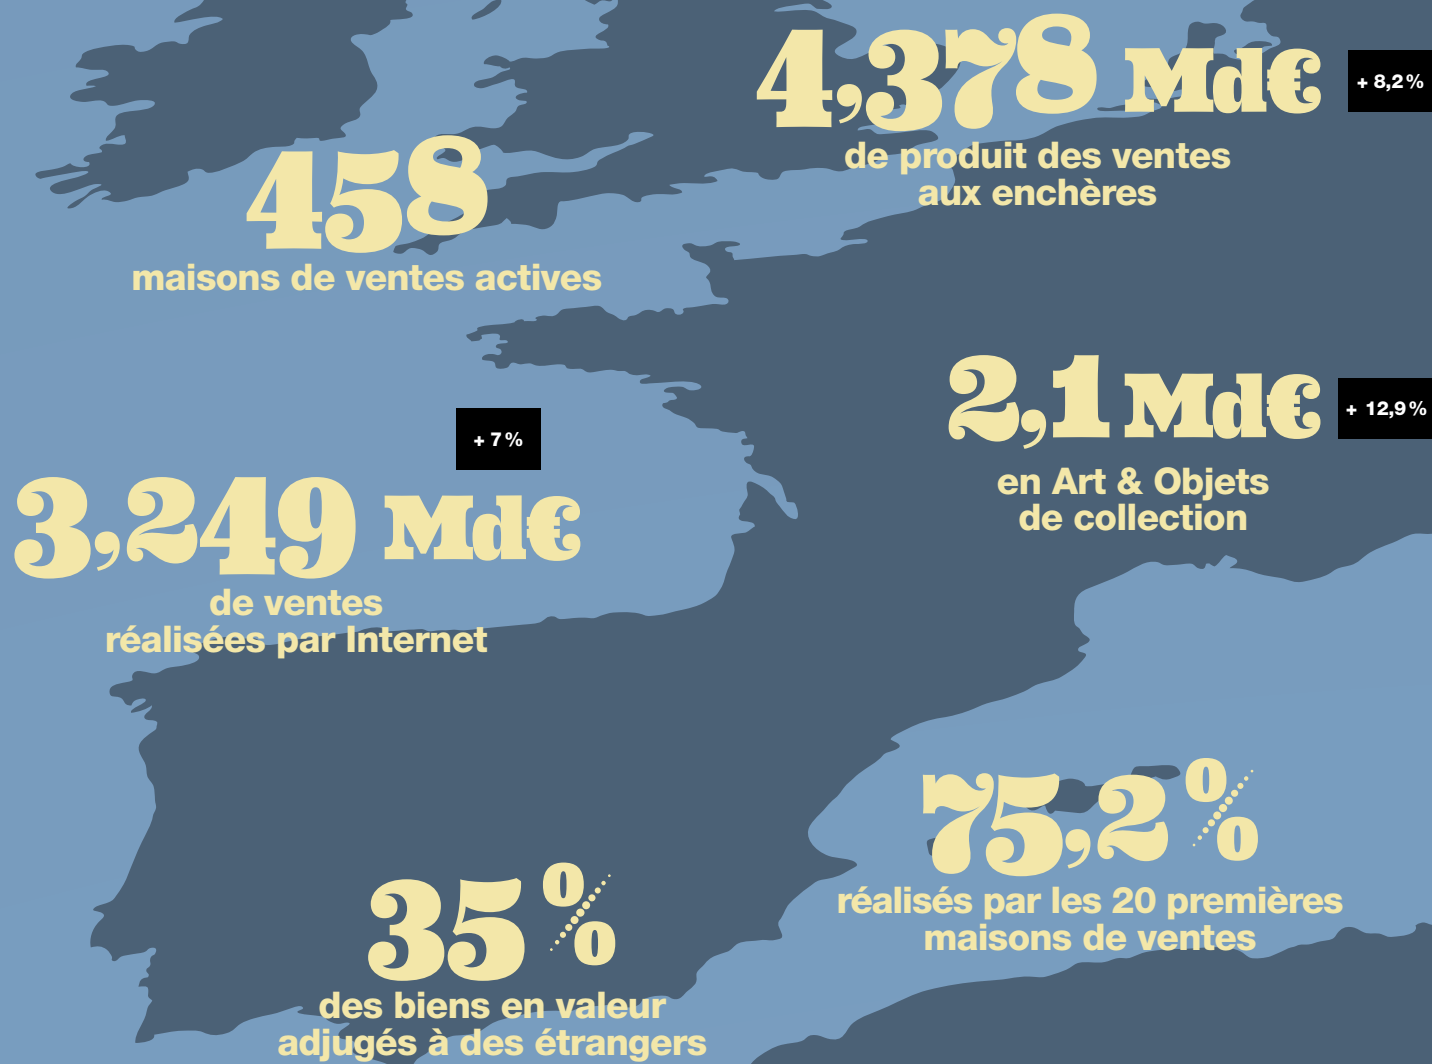 4,378 Md€
+ 8,2 %
de produit des ventes
aux enchères
458
maisons de ventes actives
2,1 Md€
+ 12,9 %
en Art & Objets
de collection
+ 7 %
3,249 Md€
de ventes
réalisées par Internet
75,2 %
réalisés par les 20 premières
maisons de ventes
35 %
des biens en valeur
adjugés à des étrangers